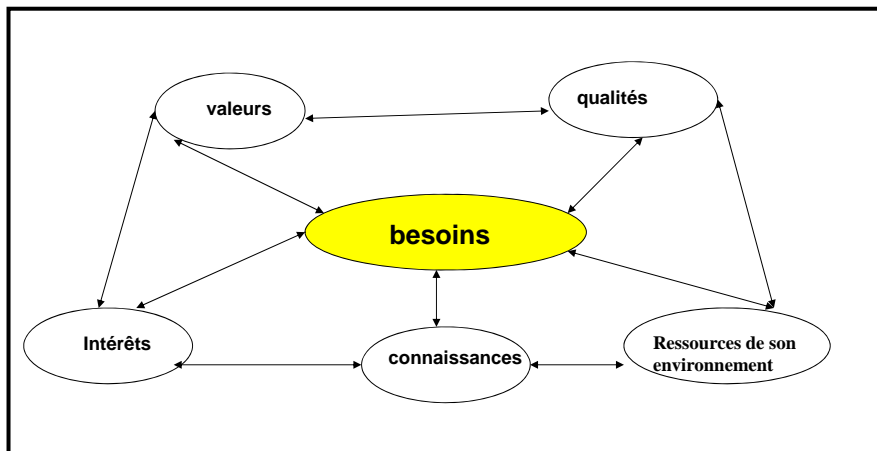 valeurs
qualités
besoins
Intérêts
connaissances
Ressources de son
environnement